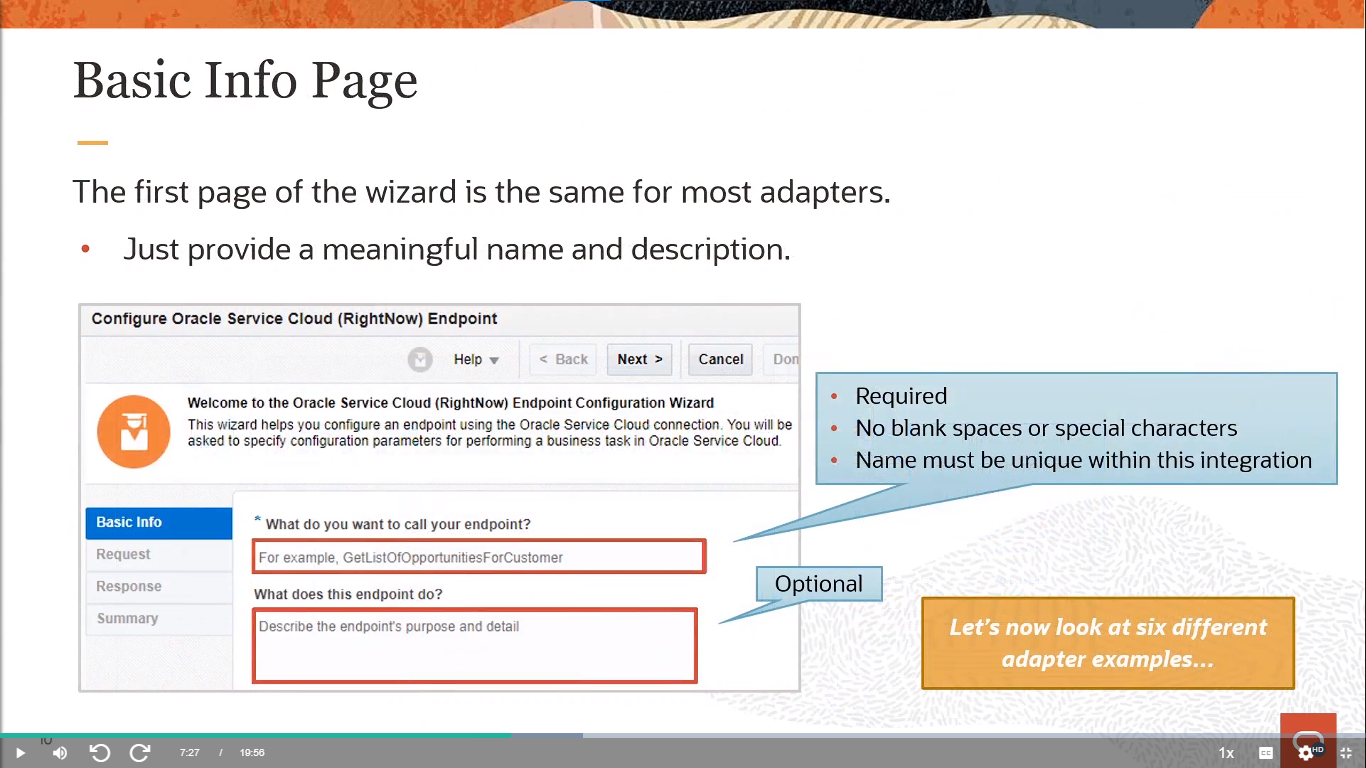 Basic Info Page
The first page of the wizard is the same for most adapters.
• Just provide a meaningful name and description.
Configure Oracle Service Cloud (RightNow) Endpoint
Help
< Back
Next >
Cancel
Don
Welcome to the Oracle Service Cloud (RightNow) Endpoint Configuration Wizard
This wizard helps you configure an endpoint using the Oracle Service Cloud connection. You will be
asked to specify configuration parameters for performing a business task in Oracle Service Cloud.
Basic Info
Request
Response
Summary
* What do you want to call your endpoint?
For example, GetListOfOpportunitiesForCustomer
What does this endpoint do?
Describe the endpoint's purpose and detail
• Required
• No blank spaces or special characters
• Name must be unique within this integration
Optional
Let's now look at six different
adapter examples...
10
7:27 / 19:56
1x
CC
HD